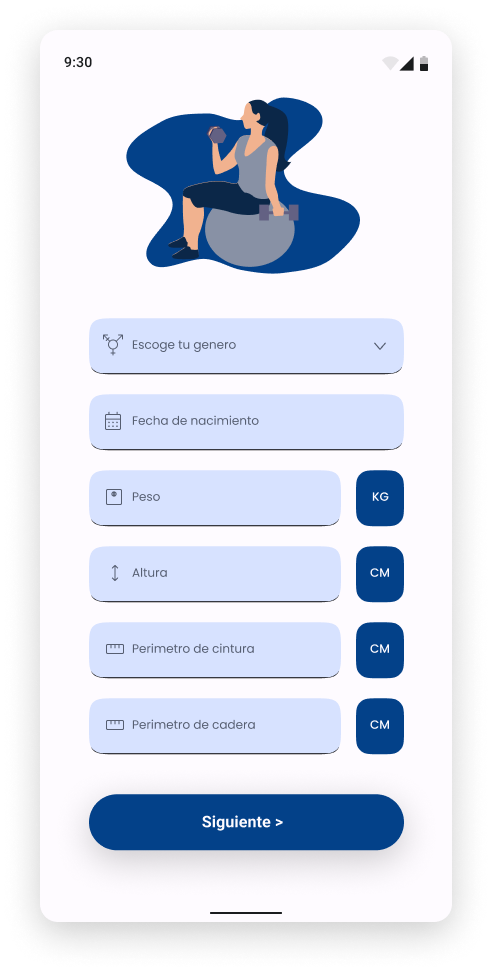 9:30
Escoge tu genero
Fecha de nacimiento
Peso
KG
Altura
CM
Perimetro de cintura
CM
Perimetro de cadera
CM
Siguiente >